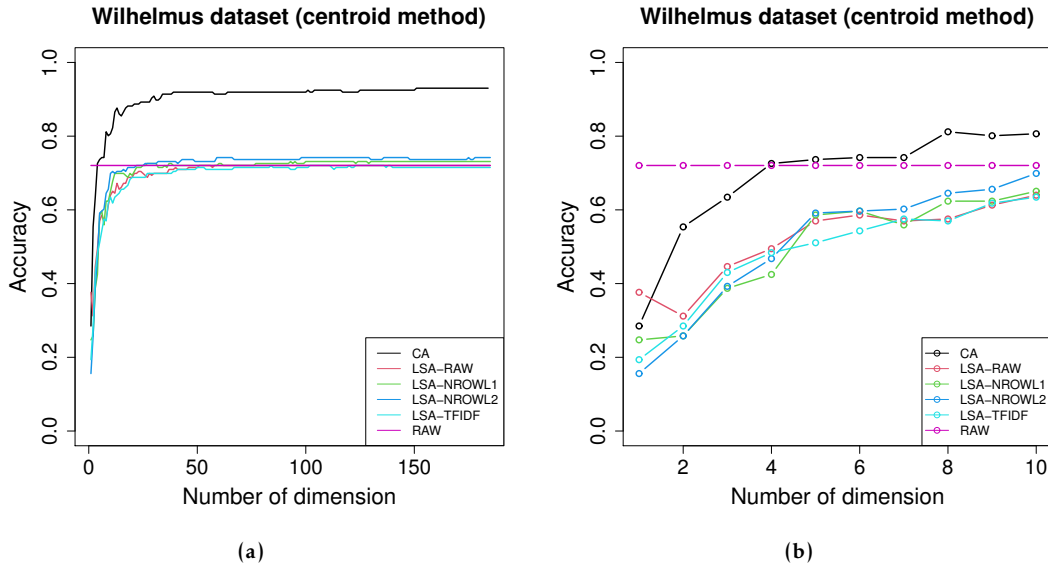 Wilhelmus dataset (centroid method)
Accuracy
1.0
0.8
0.6
0.4
0.2
0.0
CA
LSA−RAW
LSA−NROWL1
LSA−NROWL2
LSA−TFIDF
RAW
0 50 100 150
Number of dimension
(a)
Wilhelmus dataset (centroid method)
Accuracy
1.0
0.8
0.6
0.4
0.2
0.0
CA
LSA−RAW
LSA−NROWL1
LSA−NROWL2
LSA−TFIDF
RAW
2 4 6 8 10
Number of dimension
(b)